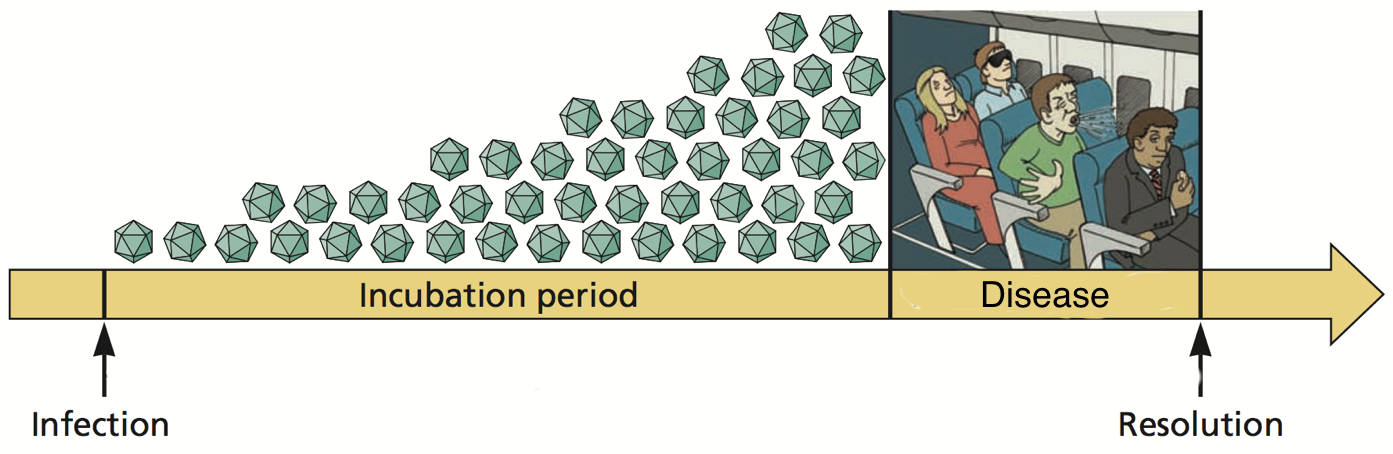 Incubation period
Disease
Infection
Resolution